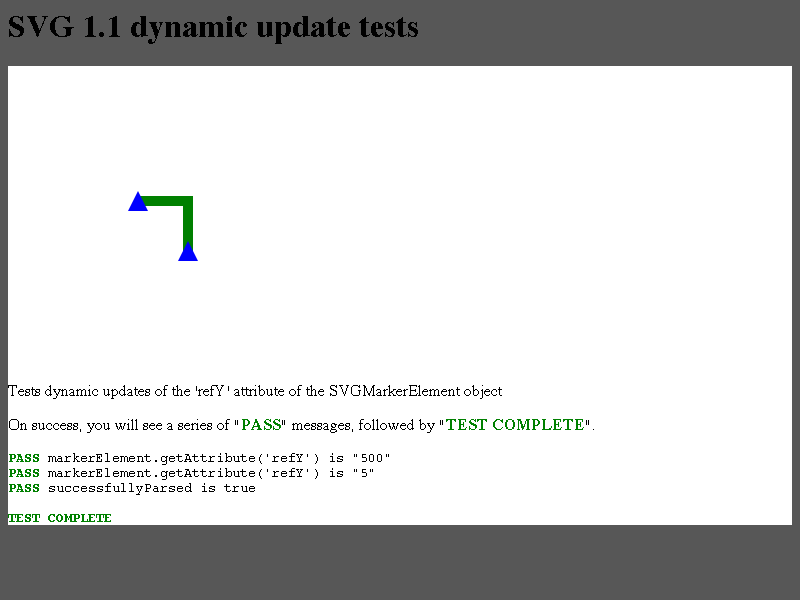 SVG 1.1 dynamic update tests
Tests dynamic updates of the 'refY' attribute of the SVGMarkerElement object
On success, you will see a series of "PASS" messages, followed by "TEST COMPLETE".
PASS markerElement.getAttribute('refY') is "500"
PASS markerElement.getAttribute('refY') is "5"
PASS successfullyParsed is true
TEST COMPLETE